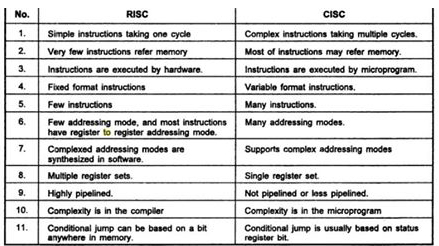 No. RISC CISC
1. Simple instructions taking one cycle Complex instructions taking multiple cycles.
2. Very few instructions refer memory Most of instructions may refer memory.
3. Instructions are executed by hardware. Instructions are executed by microprogram.
4. Fixed format instructions Variable format instructions.
5. Few instructions Many instructions.
6. Few addressing mode, and most instructions Many addressing modes.
have register to register addressing mode.
7. Complexed addressing modes are Supports complex addressing modes
synthesized in software.
8. Multiple register sets. Single register set.
9. Highly pipelined. Not pipelined or less pipelined.
10. Complexity is in the compiler Complexity is in the microprogram
11. Conditional jump can be based on a bit Conditional jump is usually based on status
anywhere in memory. register bit.